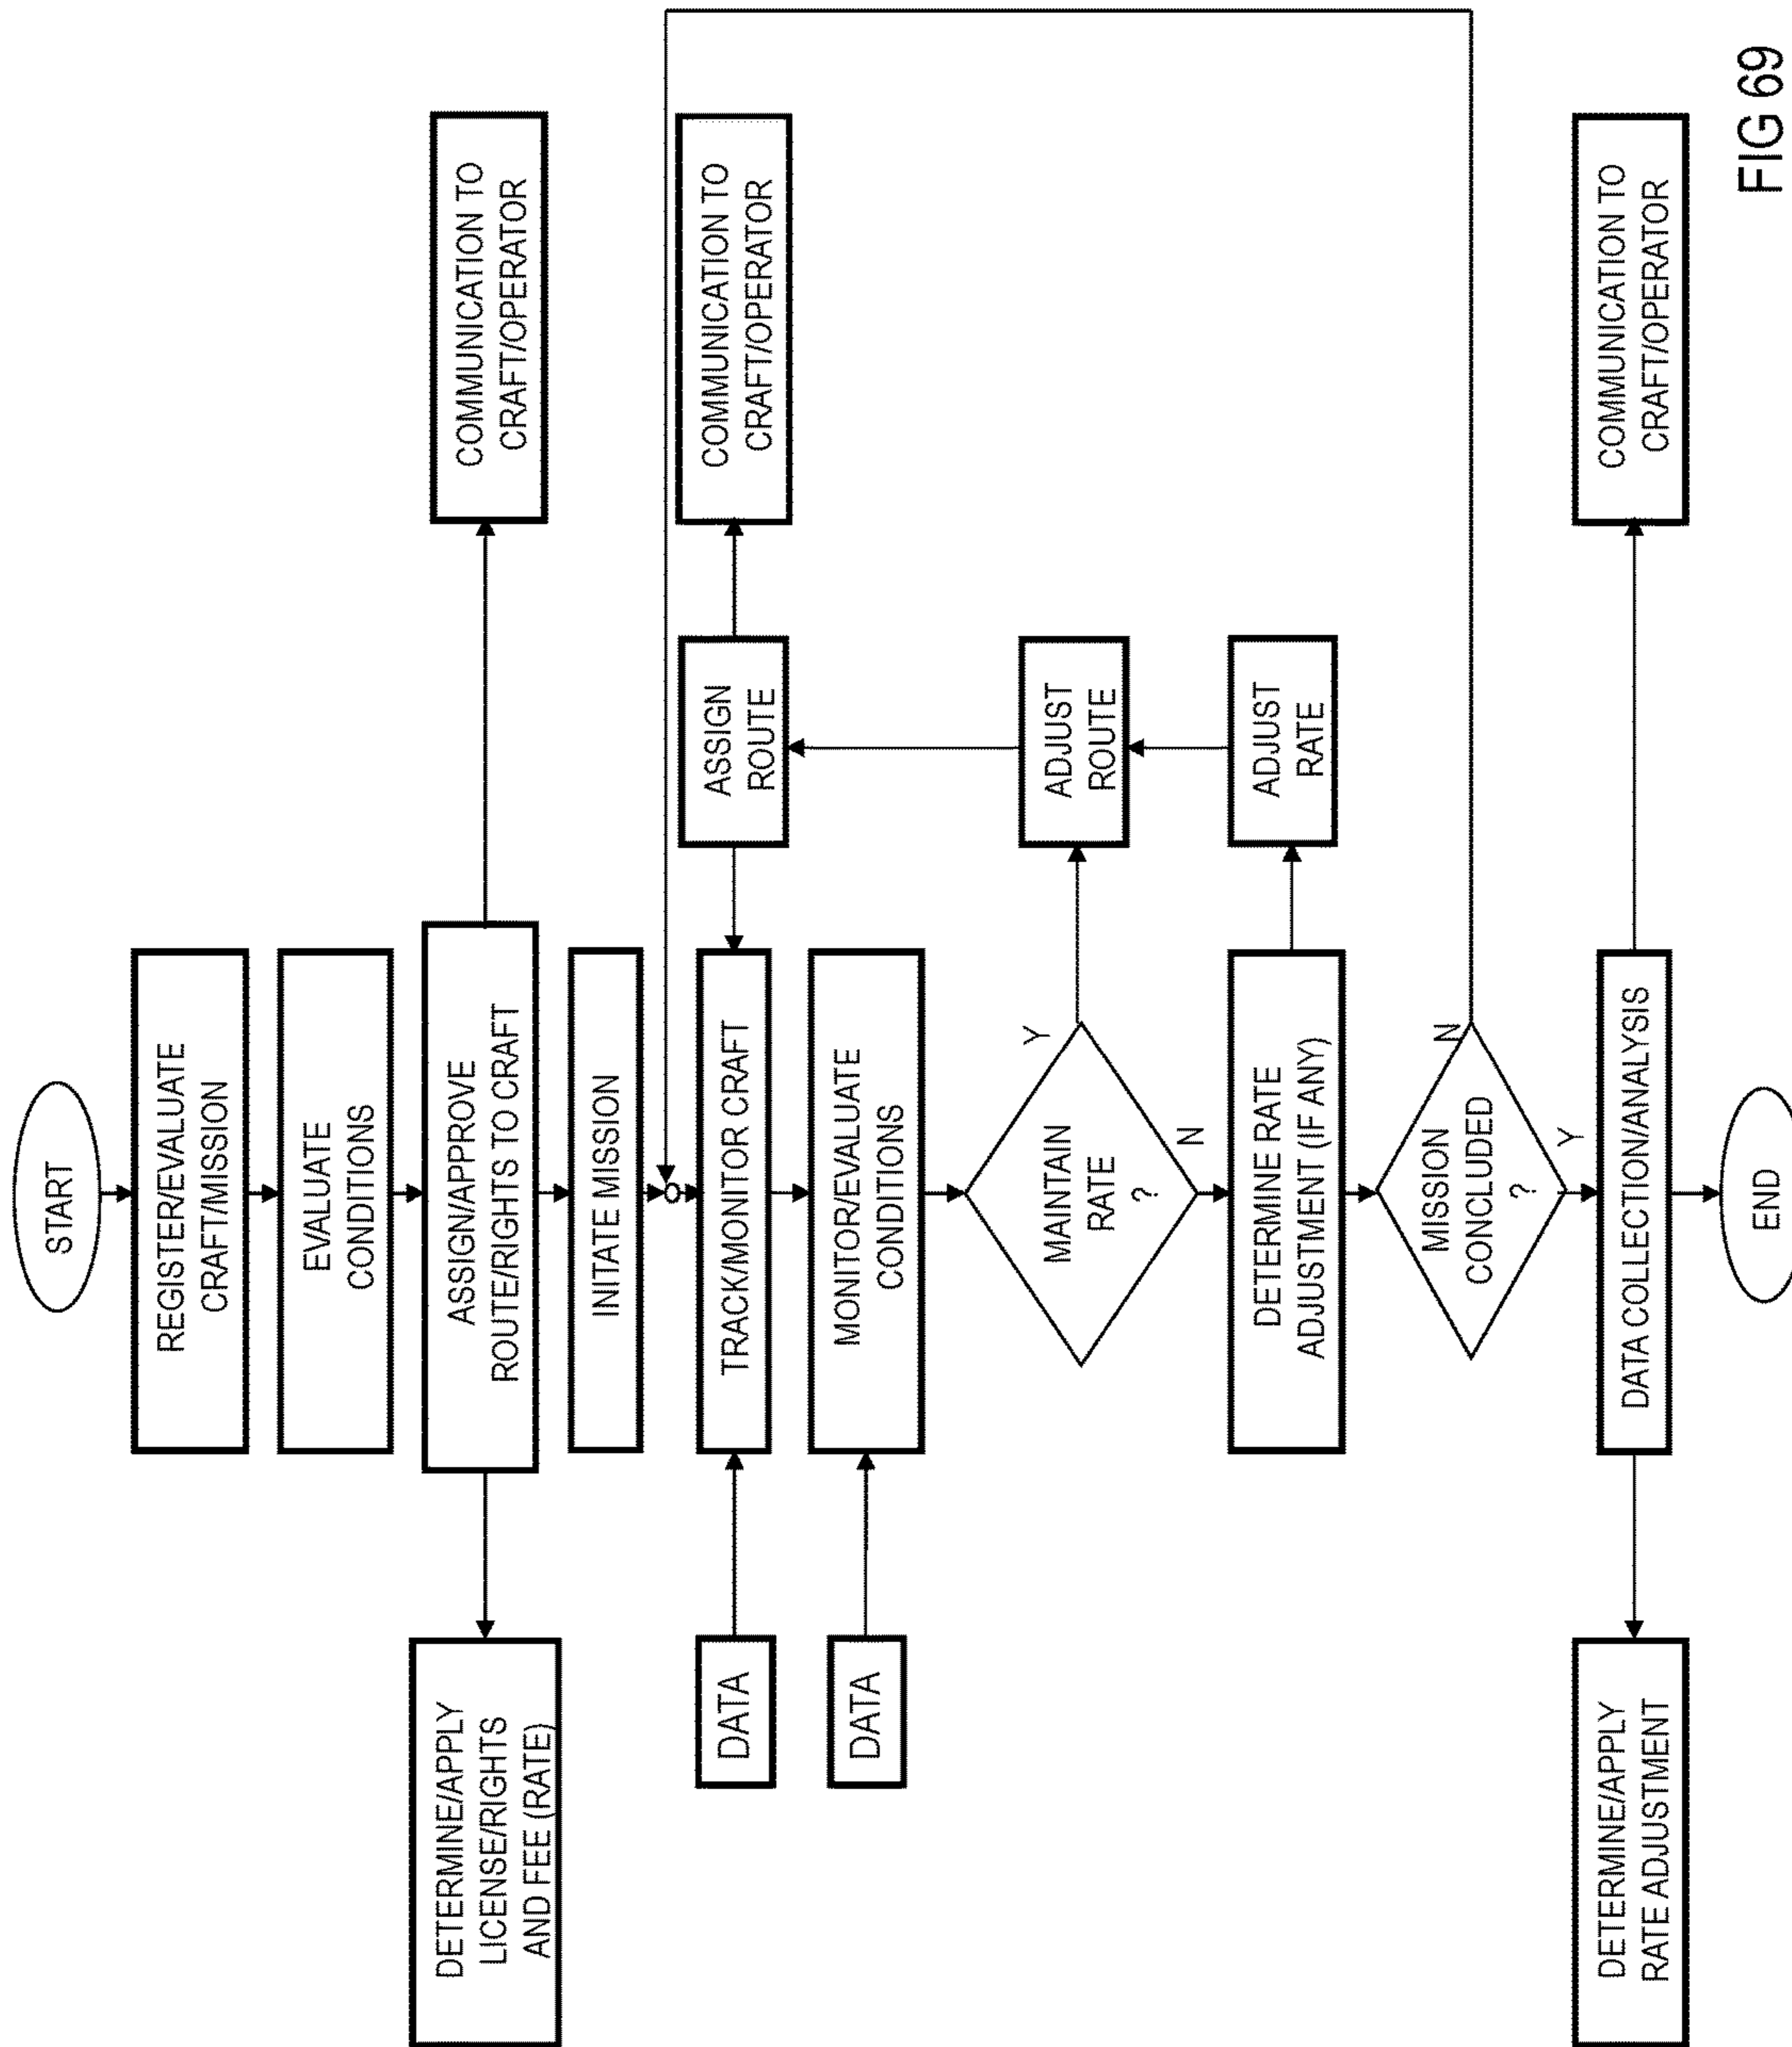 START
REGISTER/EVALUATE
CRAFT/MISSION
EVALUATE
CONDITIONS
DETERMINE/APPLY
LICENSE/RIGHTS
AND FEE (RATE)
ASSIGN/APPROVE
ROUTE/RIGHTS TO CRAFT
COMMUNICATION TO
CRAFT/OPERATOR
INITATE MISSION
DATA
TRACK/MONITOR CRAFT
ASSIGN
ROUTE
COMMUNICATION TO
CRAFT/OPERATOR
DATA
MONITOR/EVALUATE
CONDITIONS
MAINTAIN
RATE
?
Y
N
ADJUST
ROUTE
DETERMINE RATE
ADJUSTMENT (IF ANY)
ADJUST
RATE
MISSION
CONCLUDED
?
N
Y
DETERMINE/APPLY
RATE ADJUSTMENT
DATA COLLECTION/ANALYSIS
COMMUNICATION TO
CRAFT/OPERATOR
END
FIG 69